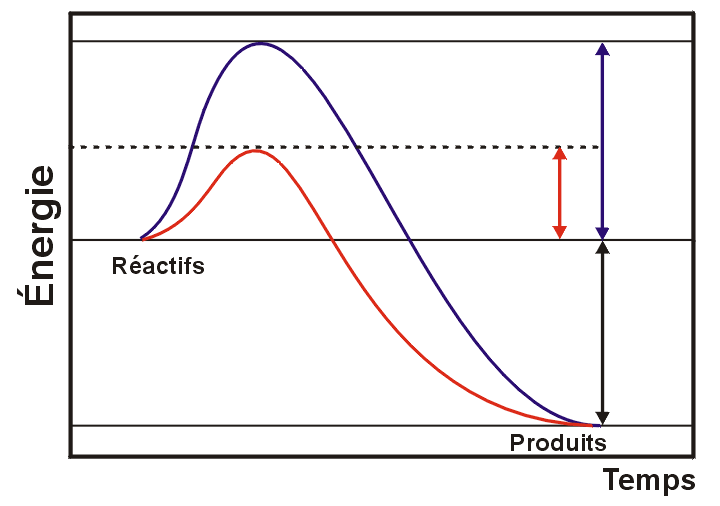 Énergie
Réactifs
Produits
Temps